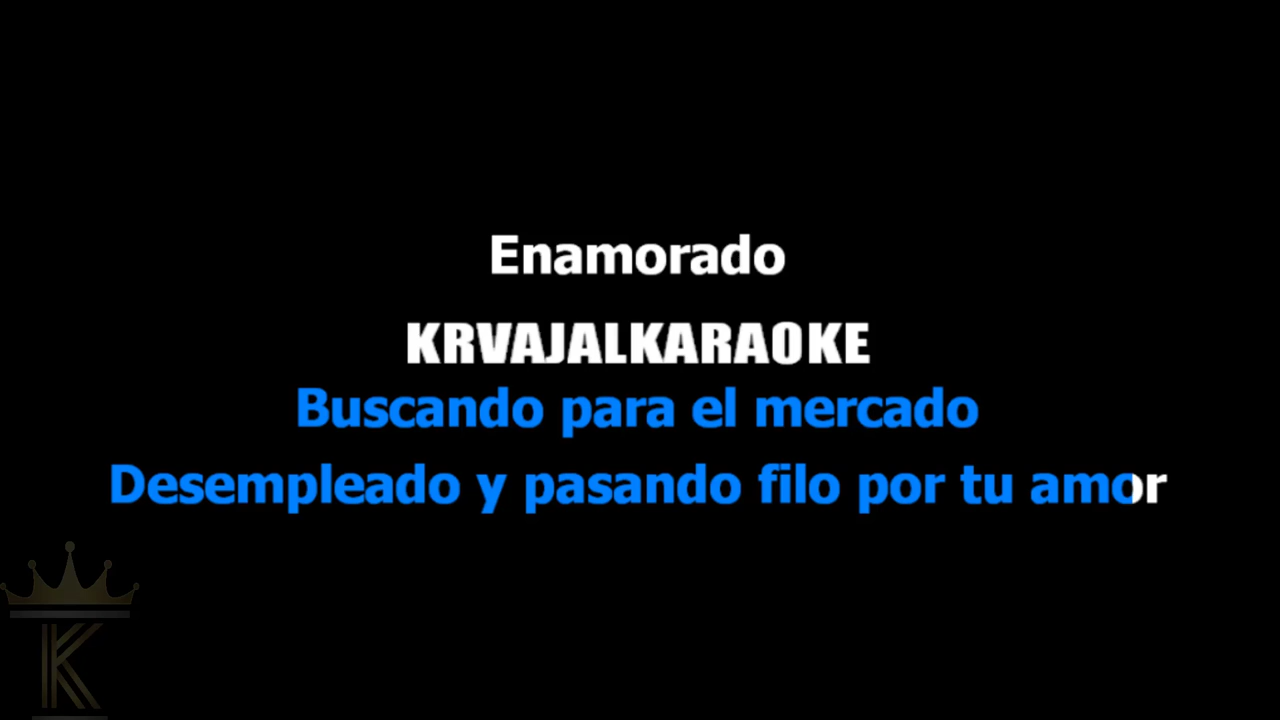 Enamorado
KRVAJALKARAOKE
Buscando para el mercado
Desempleado y pasando filo por tu amor
K